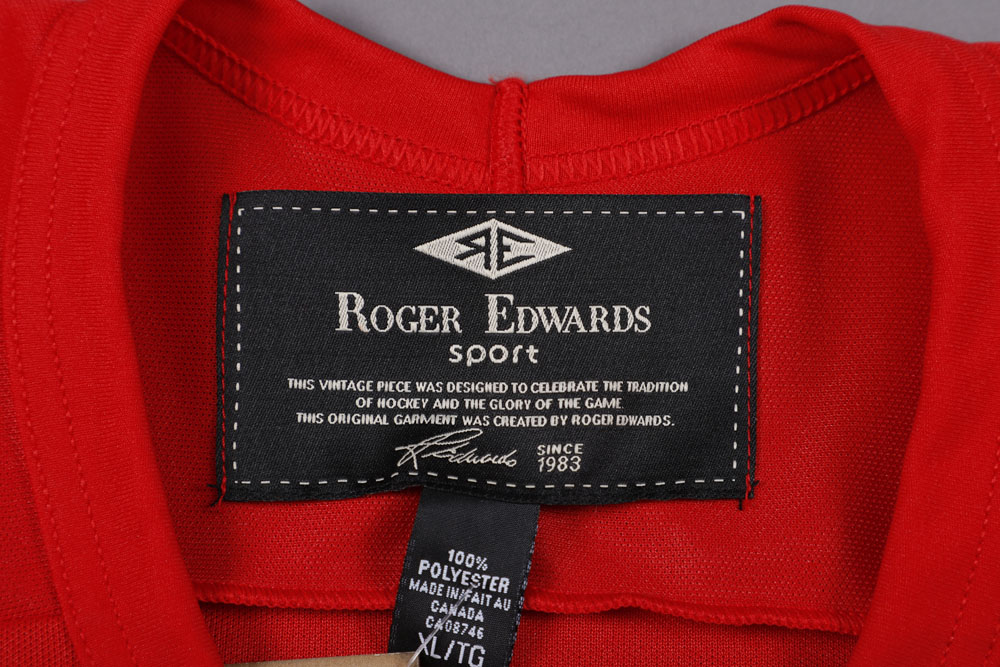 RE
ROGER EDWARDS
sport
THIS VINTAGE PIECE WAS DESIGNED TO CELEBRATE THE TRADITION
OF HOCKEY AND THE GLORY OF THE GAME
THIS ORIGINAL GARMENT WAS CREATED BY ROGER EDWARDS.
REdwards
SINCE
1983
100%
POLYESTER
MADE IN/FAIT AU
CANADA
CA08746
XL/TG